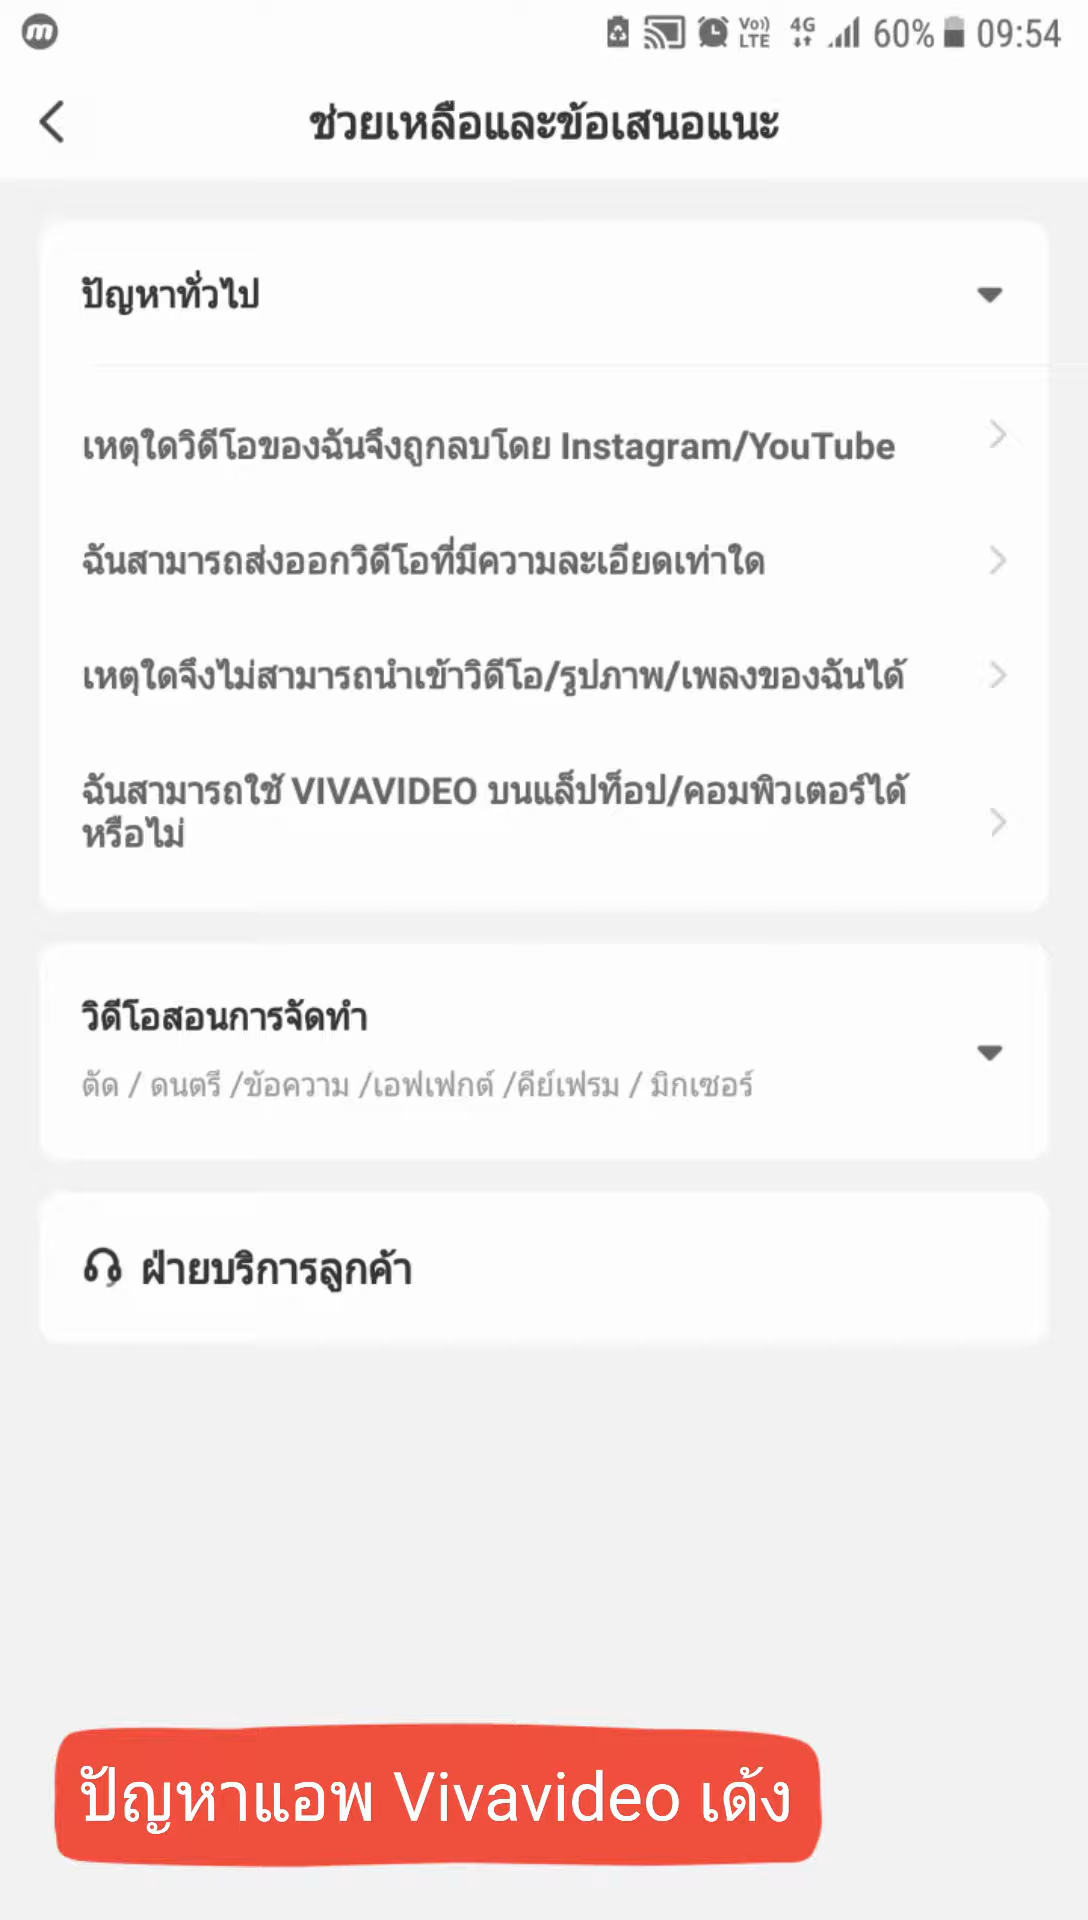 Vo)) LTE 4G 60% 09:54
ช่วยเหลือและข้อเสนอแนะ
ปัญหาทั่วไป
เหตุใดวิดีโอของฉันจึงถูกลบโดย Instagram/YouTube
ฉันสามารถส่งออกวิดีโอที่มีความละเอียดเท่าใด
เหตุใดจึงไม่สามารถนำเข้าวิดีโอ/รูปภาพ/เพลงของฉันได้
ฉันสามารถใช้ VIVAVIDEO บนแล็ปท็อป/คอมพิวเตอร์ได้
หรือไม่
วิดีโอสอนการจัดทำ
ตัด / ดนตรี /ข้อความ /เอฟเฟกต์ /คีย์เฟรม / มิกเซอร์
ฝ่ายบริการลูกค้า
ปัญหาแอพ Vivavideo เด้ง